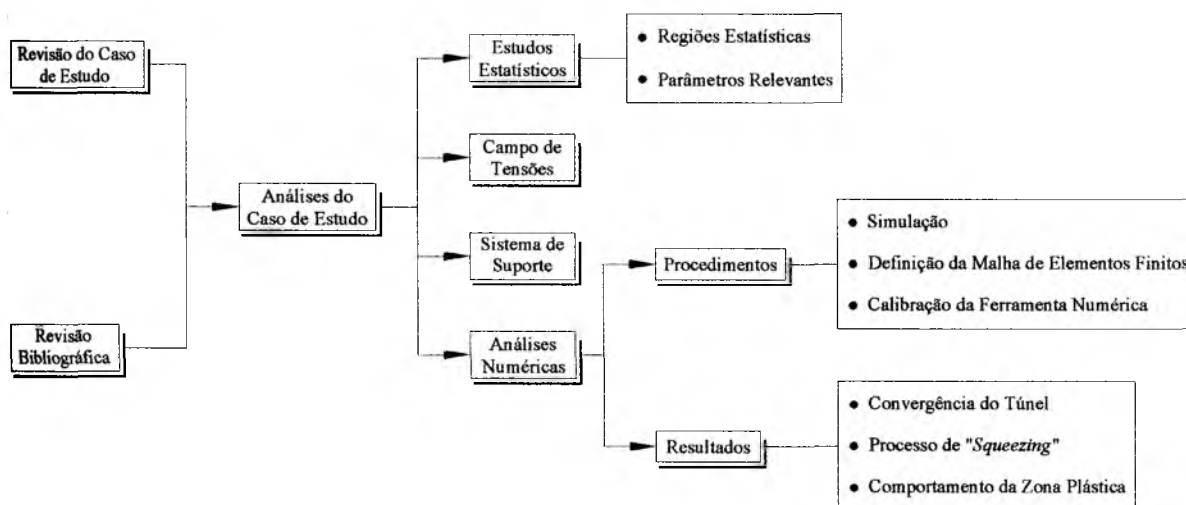 Revisão do Caso
de Estudo
Revisão
Bibliográfica
Análises do
Caso de Estudo
Estudos
Estatísticos
• Regiões Estatísticas
• Parâmetros Relevantes
Campo de
Tensões
Sistema de
Suporte
Análises
Numéricas
Procedimentos
• Simulação
• Definição da Malha de Elementos Finitos
• Calibração da Ferramenta Numérica
Resultados
• Convergência do Túnel
• Processo de "Squeezing"
• Comportamento da Zona Plástica